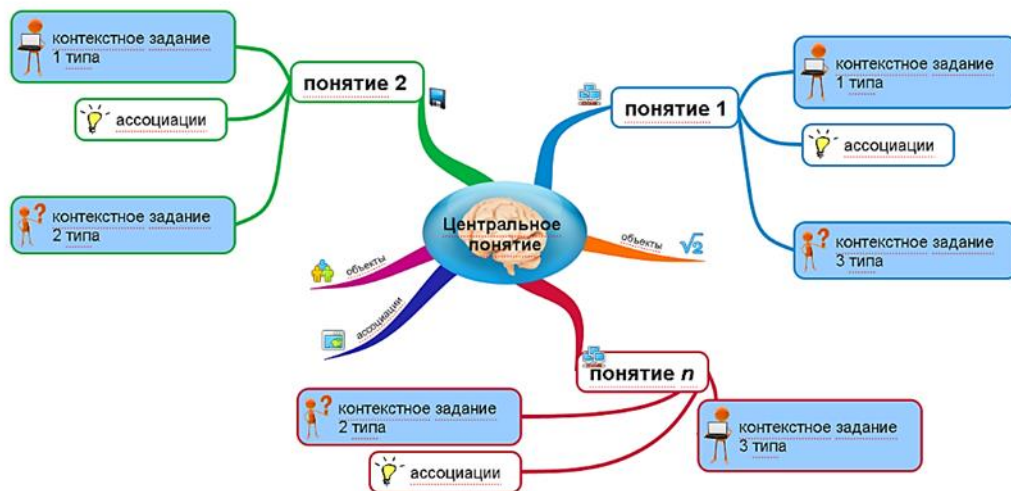 контекстное задание
1 типа
понятие 2
ассоциации
контекстное задание
2 типа
понятие 1
контекстное задание
1 типа
ассоциации
контекстное задание
3 типа
Центральное
понятие
объекты
√2
объекты
ассоциации
понятие n
контекстное задание
2 типа
ассоциации
контекстное задание
3 типа